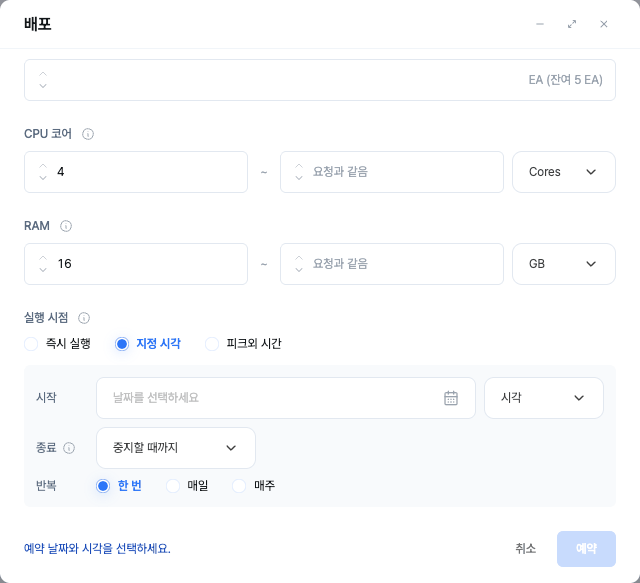 배포
EA (잔여 5 EA)
CPU 코어
4 ~ 요청과 같음 Cores
RAM
16 ~ 요청과 같음 GB
실행 시점
즉시 실행 지정 시각 피크외 시간
시작 날짜를 선택하세요 시각
종료 중지할 때까지
반복 한 번 매일 매주
예약 날짜와 시각을 선택하세요. 취소 예약